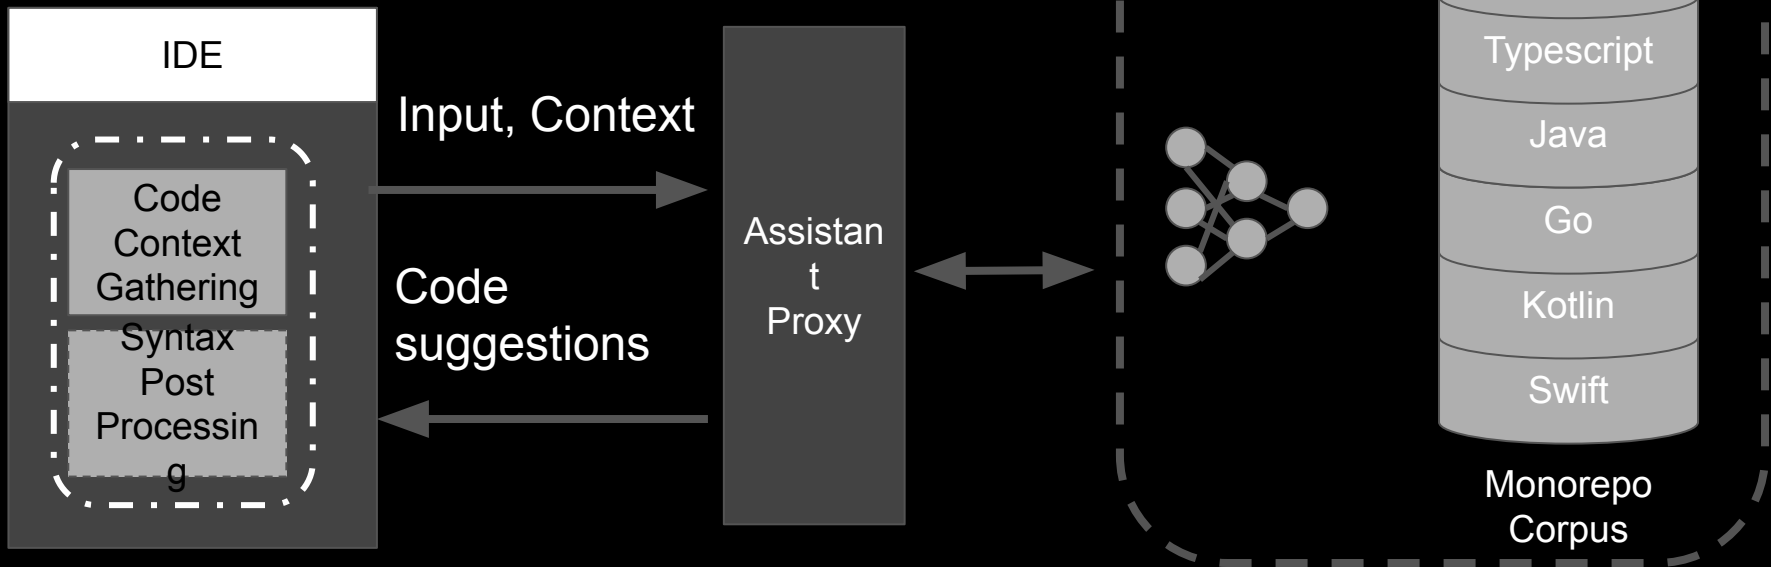 IDE
Code
Context
Gathering
Syntax
Post
Processin
g
Input, Context
Code
suggestions
Assistan
t
Proxy
Typescript
Java
Go
Kotlin
Swift
Monorepo
Corpus